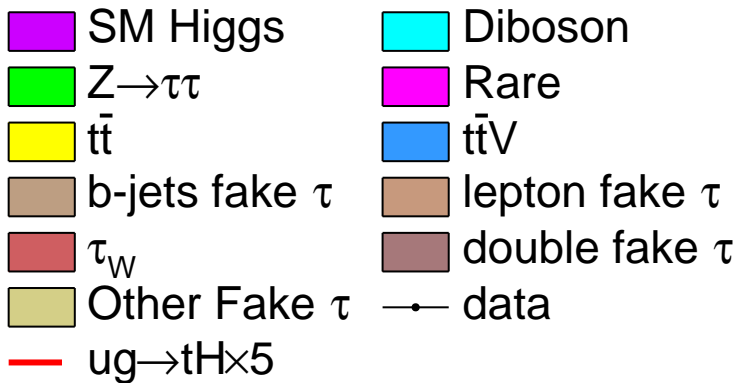 SM Higgs Diboson
Z→ττ Rare
tt̄ tt̄V
b-jets fake τ lepton fake τ
τ_W double fake τ
Other Fake τ data
ug→tH×5